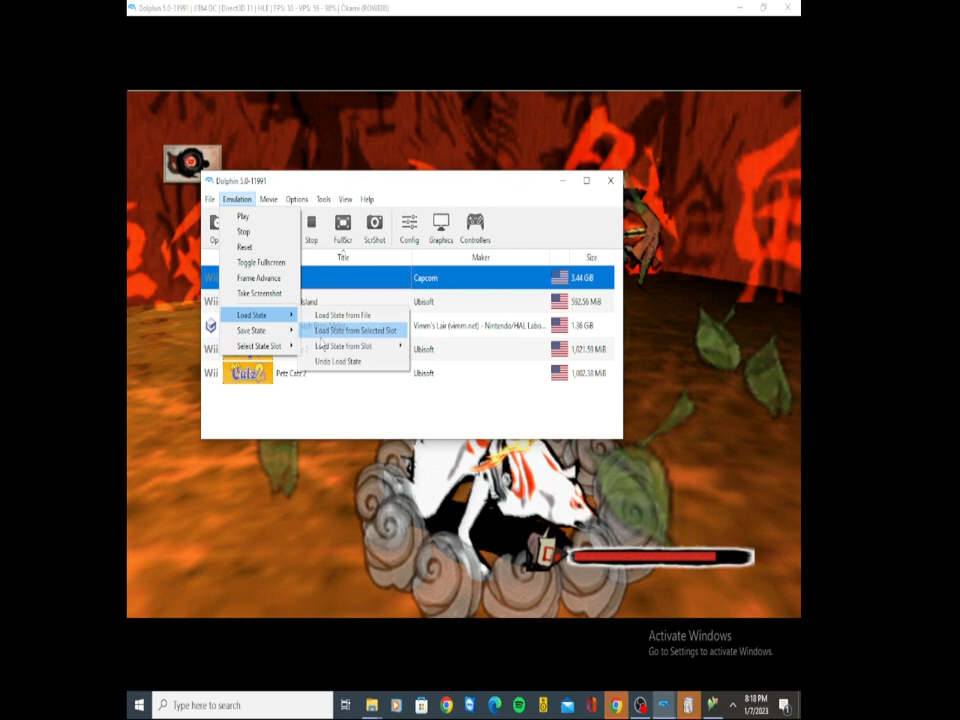 Dolphin 5.0-11991 | JIT64 DC | Direct3D 11 | HLE | FPS: 30 - VPS: 59 - 98% | Ōkami (ROWE08)
Dolphin 5.0-11991
File Emulation Movie Options Tools View Help
Op Stop FullScr ScrShot Config Graphics Controllers
Title Maker Size
Play
Stop
Reset
Toggle Fullscreen
Frame Advance
Take Screenshot
Load State
Save State
Select State Slot
Load State from File
Load State from Selected Slot
Load State from Slot
Undo Load State
Wii Capcom 3.44 GiB
Wii Island Ubisoft 592.56 MiB
Vimm's Lair (vimm.net) - Nintendo/HAL Labo... 1.36 GiB
Wii Ubisoft 1,021.59 MiB
Wii Catz 2 Petz Catz 2 Ubisoft 1,002.38 MiB
Activate Windows
Go to Settings to activate Windows.
Type here to search
8:18 PM
1/7/2023